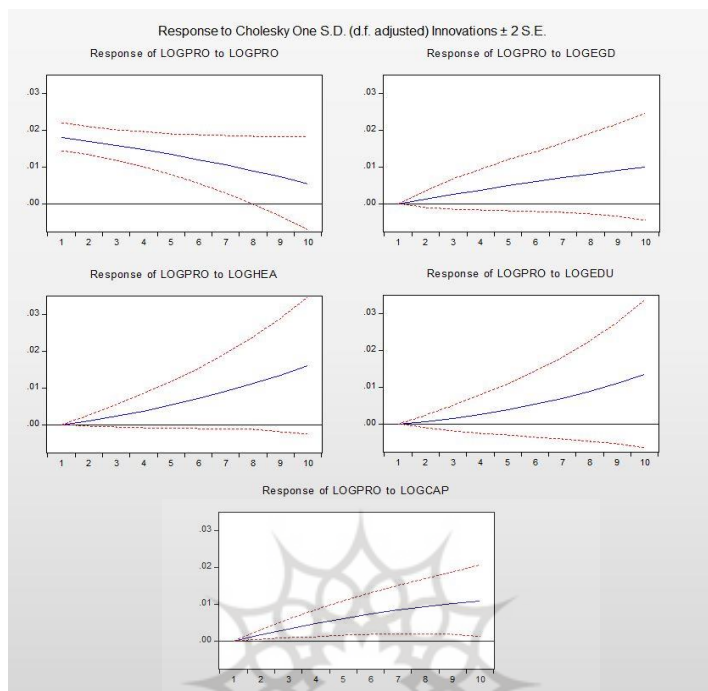 Response to Cholesky One S.D. (d.f. adjusted) Innovations ± 2 S.E.
Response of LOGPRO to LOGPRO
.03
.02
.01
.00
1 2 3 4 5 6 7 8 9 10
Response of LOGPRO to LOGEGD
.03
.02
.01
.00
1 2 3 4 5 6 7 8 9 10
Response of LOGPRO to LOGHEA
.03
.02
.01
.00
1 2 3 4 5 6 7 8 9 10
Response of LOGPRO to LOGEDU
.03
.02
.01
.00
1 2 3 4 5 6 7 8 9 10
Response of LOGPRO to LOGCAP
.03
.02
.01
.00
1 2 3 4 5 6 7 8 9 10